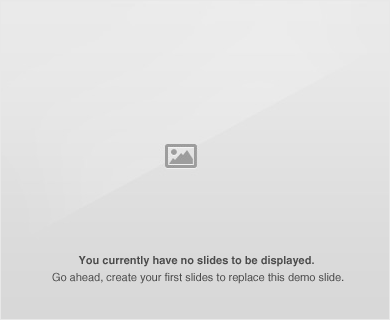 You currently have no slides to be displayed.
Go ahead, create your first slides to replace this demo slide.